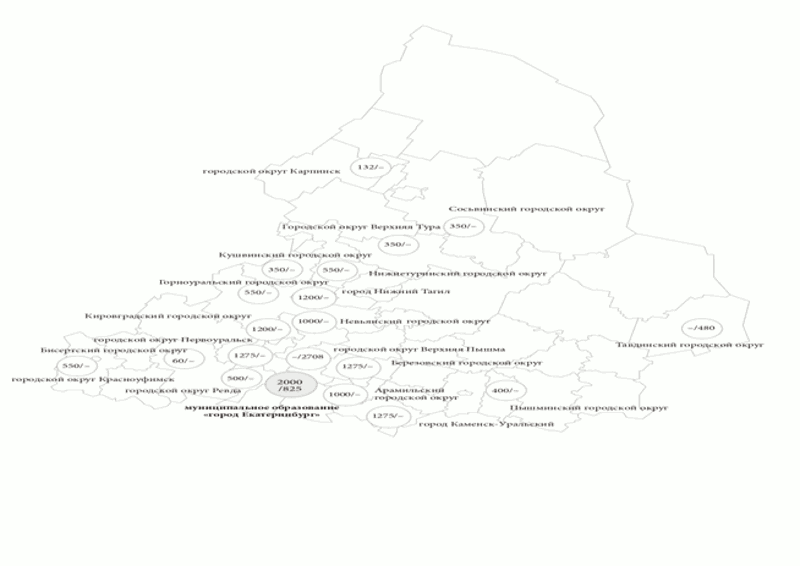 132/–
городской округ Карпинск
Сосьвинский городской округ
Городской округ Верхняя Тура
350/–
350/–
Кушвинский городской округ
350/–
550/–
Нижнетуринский городской округ
Горноуральский городской округ
550/–
1200/–
город Нижний Тагил
Кировградский городской округ
1200/–
1000/–
Невьянский городской округ
–/480
Тавдинский городской округ
городской округ Первоуральск
Бисертский городской округ
550/–
60/–
1275/–
–/2708
городской округ Верхняя Пышма
1275/–
Березовский городской округ
городской округ Красноуфимск
500/–
городской округ Ревда
2000
/825
1000/–
Арамильский
городской округ
400/–
Пышминский городской округ
муниципальное образование
«город Екатеринбург»
1275/–
город Каменск-Уральский